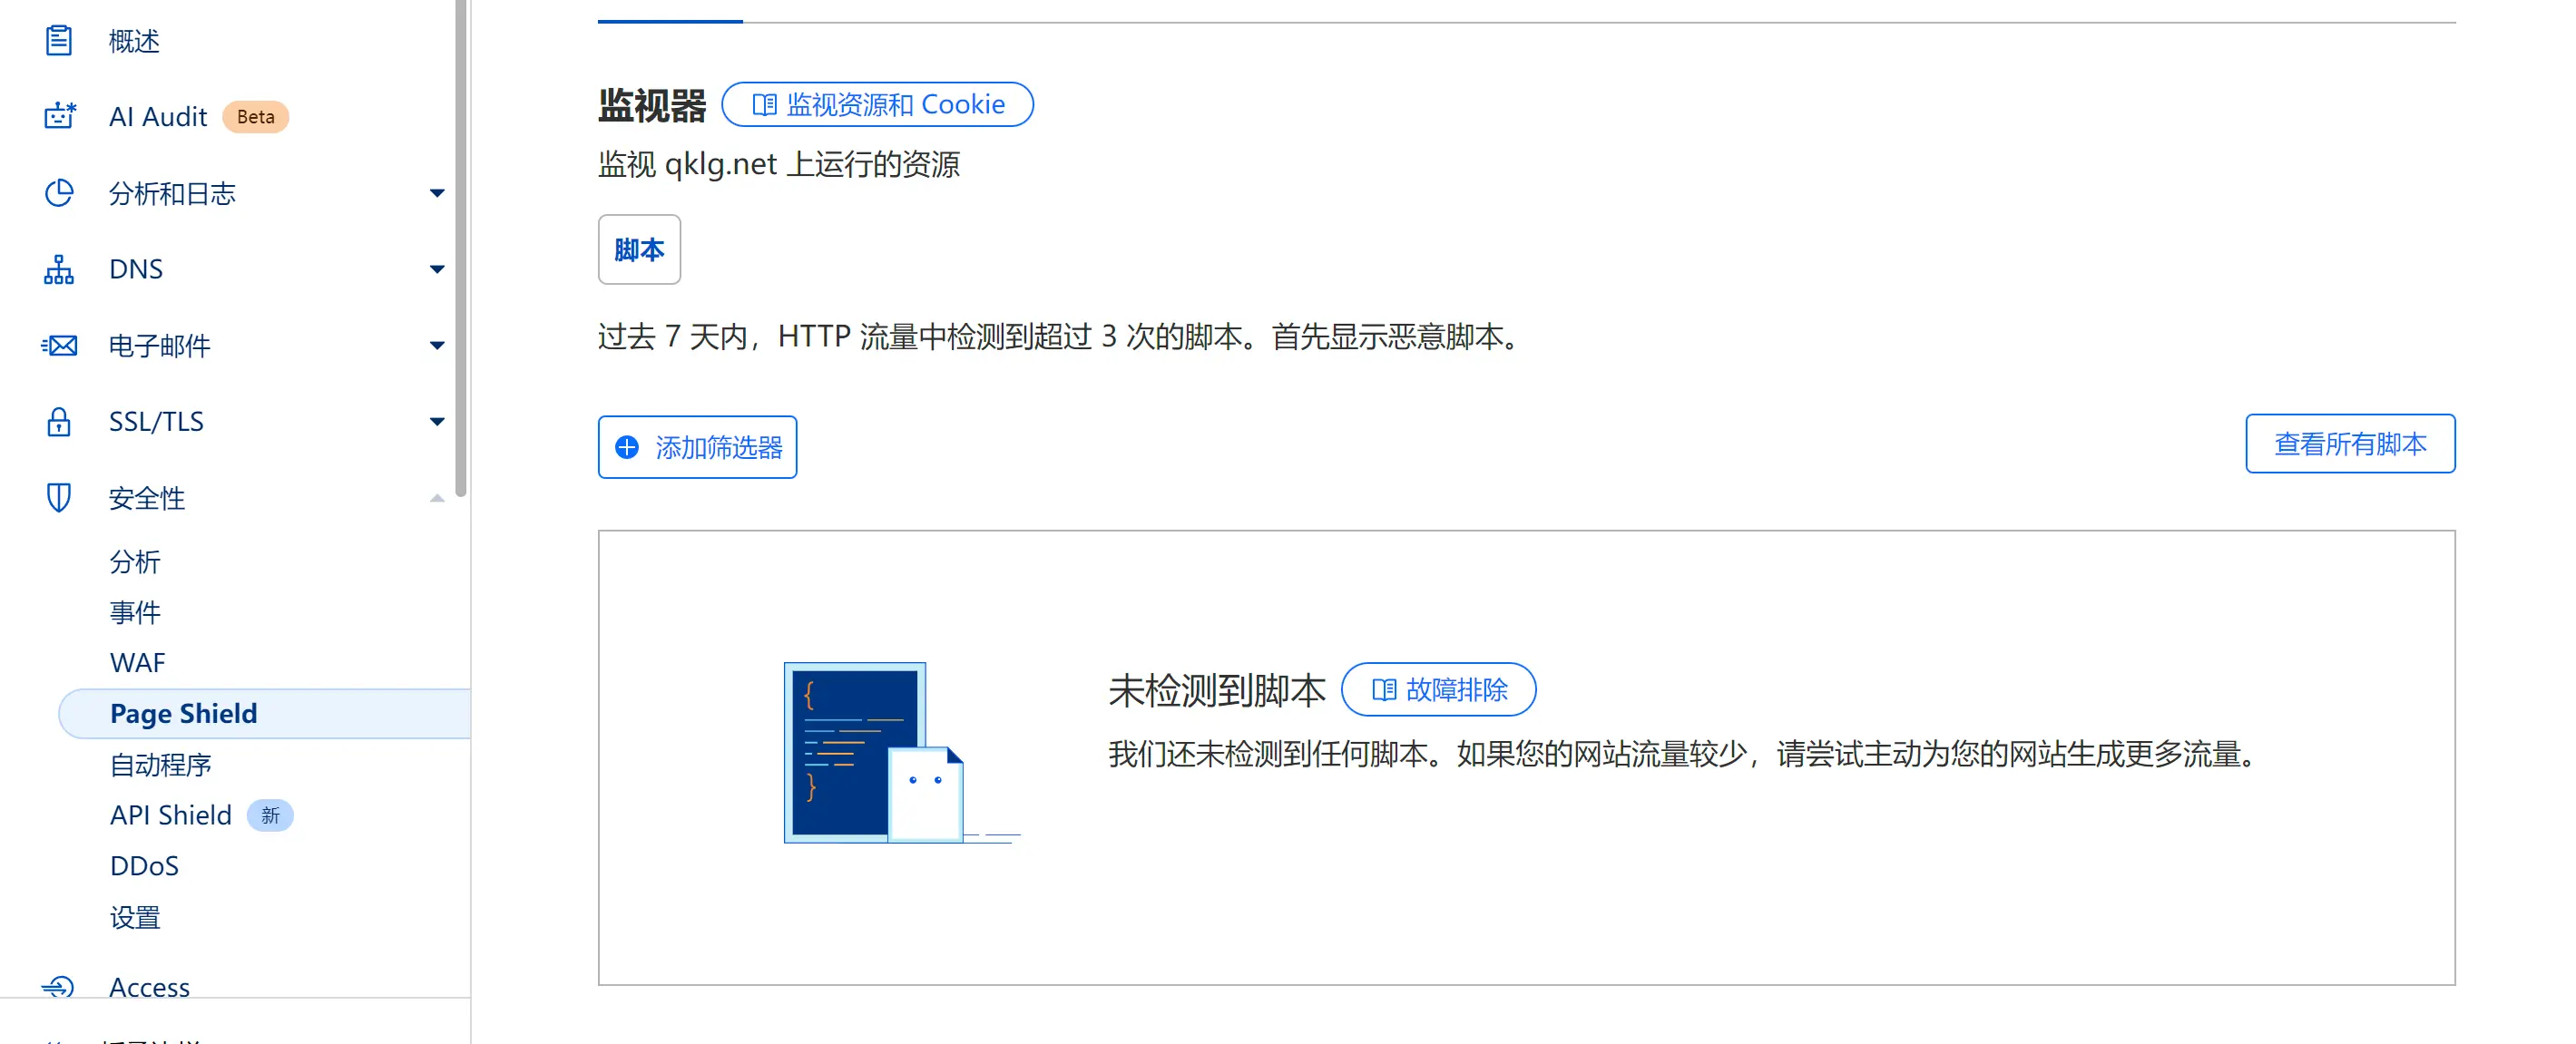 概述
AI Audit Beta
分析和日志
DNS
电子邮件
SSL/TLS
安全性
分析
事件
WAF
Page Shield
自动程序
API Shield 新
DDoS
设置
Access
监视器 监视资源和 Cookie
监视 qklg.net 上运行的资源
脚本
过去 7 天内，HTTP 流量中检测到超过 3 次的脚本。首先显示恶意脚本。
添加筛选器
查看所有脚本
{
}
未检测到脚本 故障排除
我们还未检测到任何脚本。如果您的网站流量较少，请尝试主动为您的网站生成更多流量。